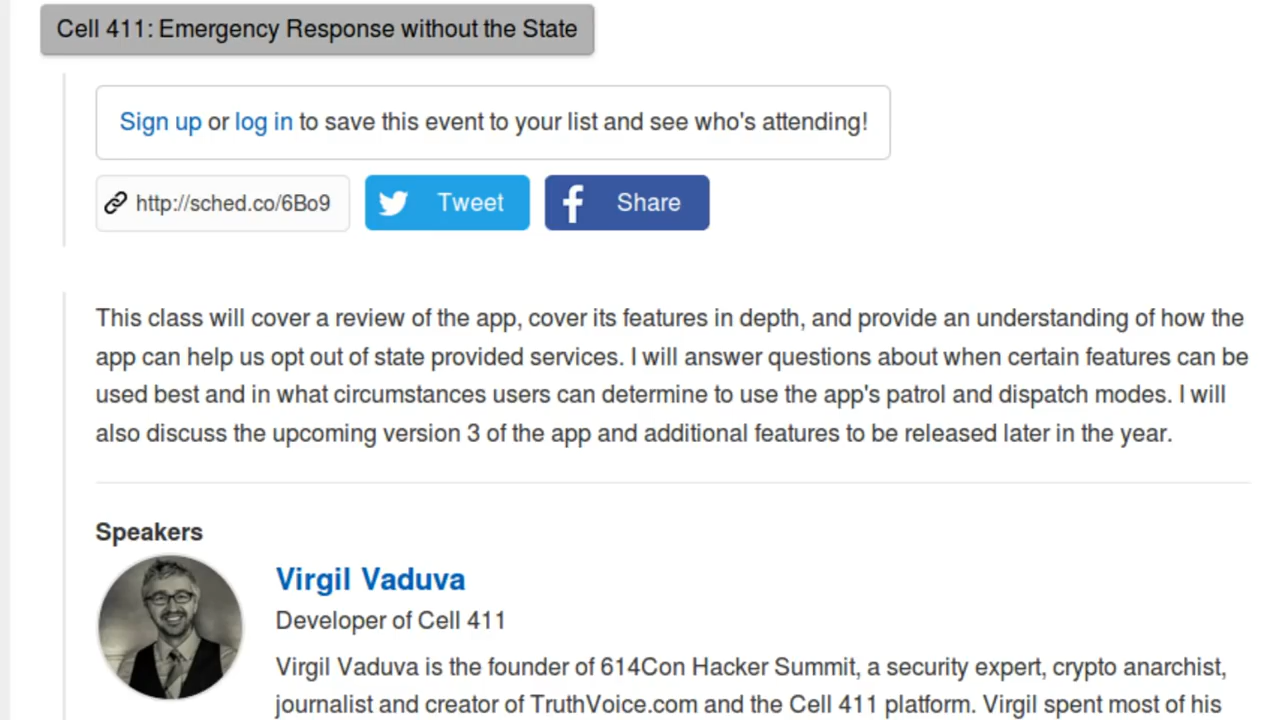 Cell 411: Emergency Response without the State
Sign up or log in to save this event to your list and see who's attending!
http://sched.co/6Bo9
Tweet
Share
This class will cover a review of the app, cover its features in depth, and provide an understanding of how the
app can help us opt out of state provided services. I will answer questions about when certain features can be
used best and in what circumstances users can determine to use the app's patrol and dispatch modes. I will
also discuss the upcoming version 3 of the app and additional features to be released later in the year.
Speakers
Virgil Vaduva
Developer of Cell 411
Virgil Vaduva is the founder of 614Con Hacker Summit, a security expert, crypto anarchist,
journalist and creator of TruthVoice.com and the Cell 411 platform. Virgil spent most of his